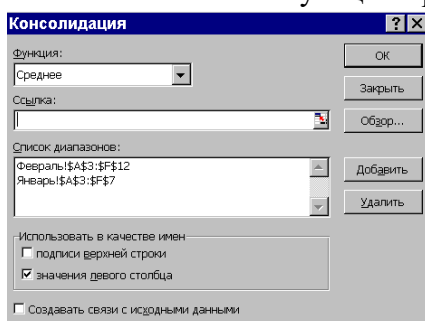 Консолидация
Функция:
ОК
Среднее
Закрыть
Ссылка:
Обзор...
Список диапазонов:
Февраль!$A$3:$F$12
Добавить
Январь!$A$3:$F$7
Удалить
Использовать в качестве имен
подписи верхней строки
значения левого столбца
Создавать связи с исходными данными